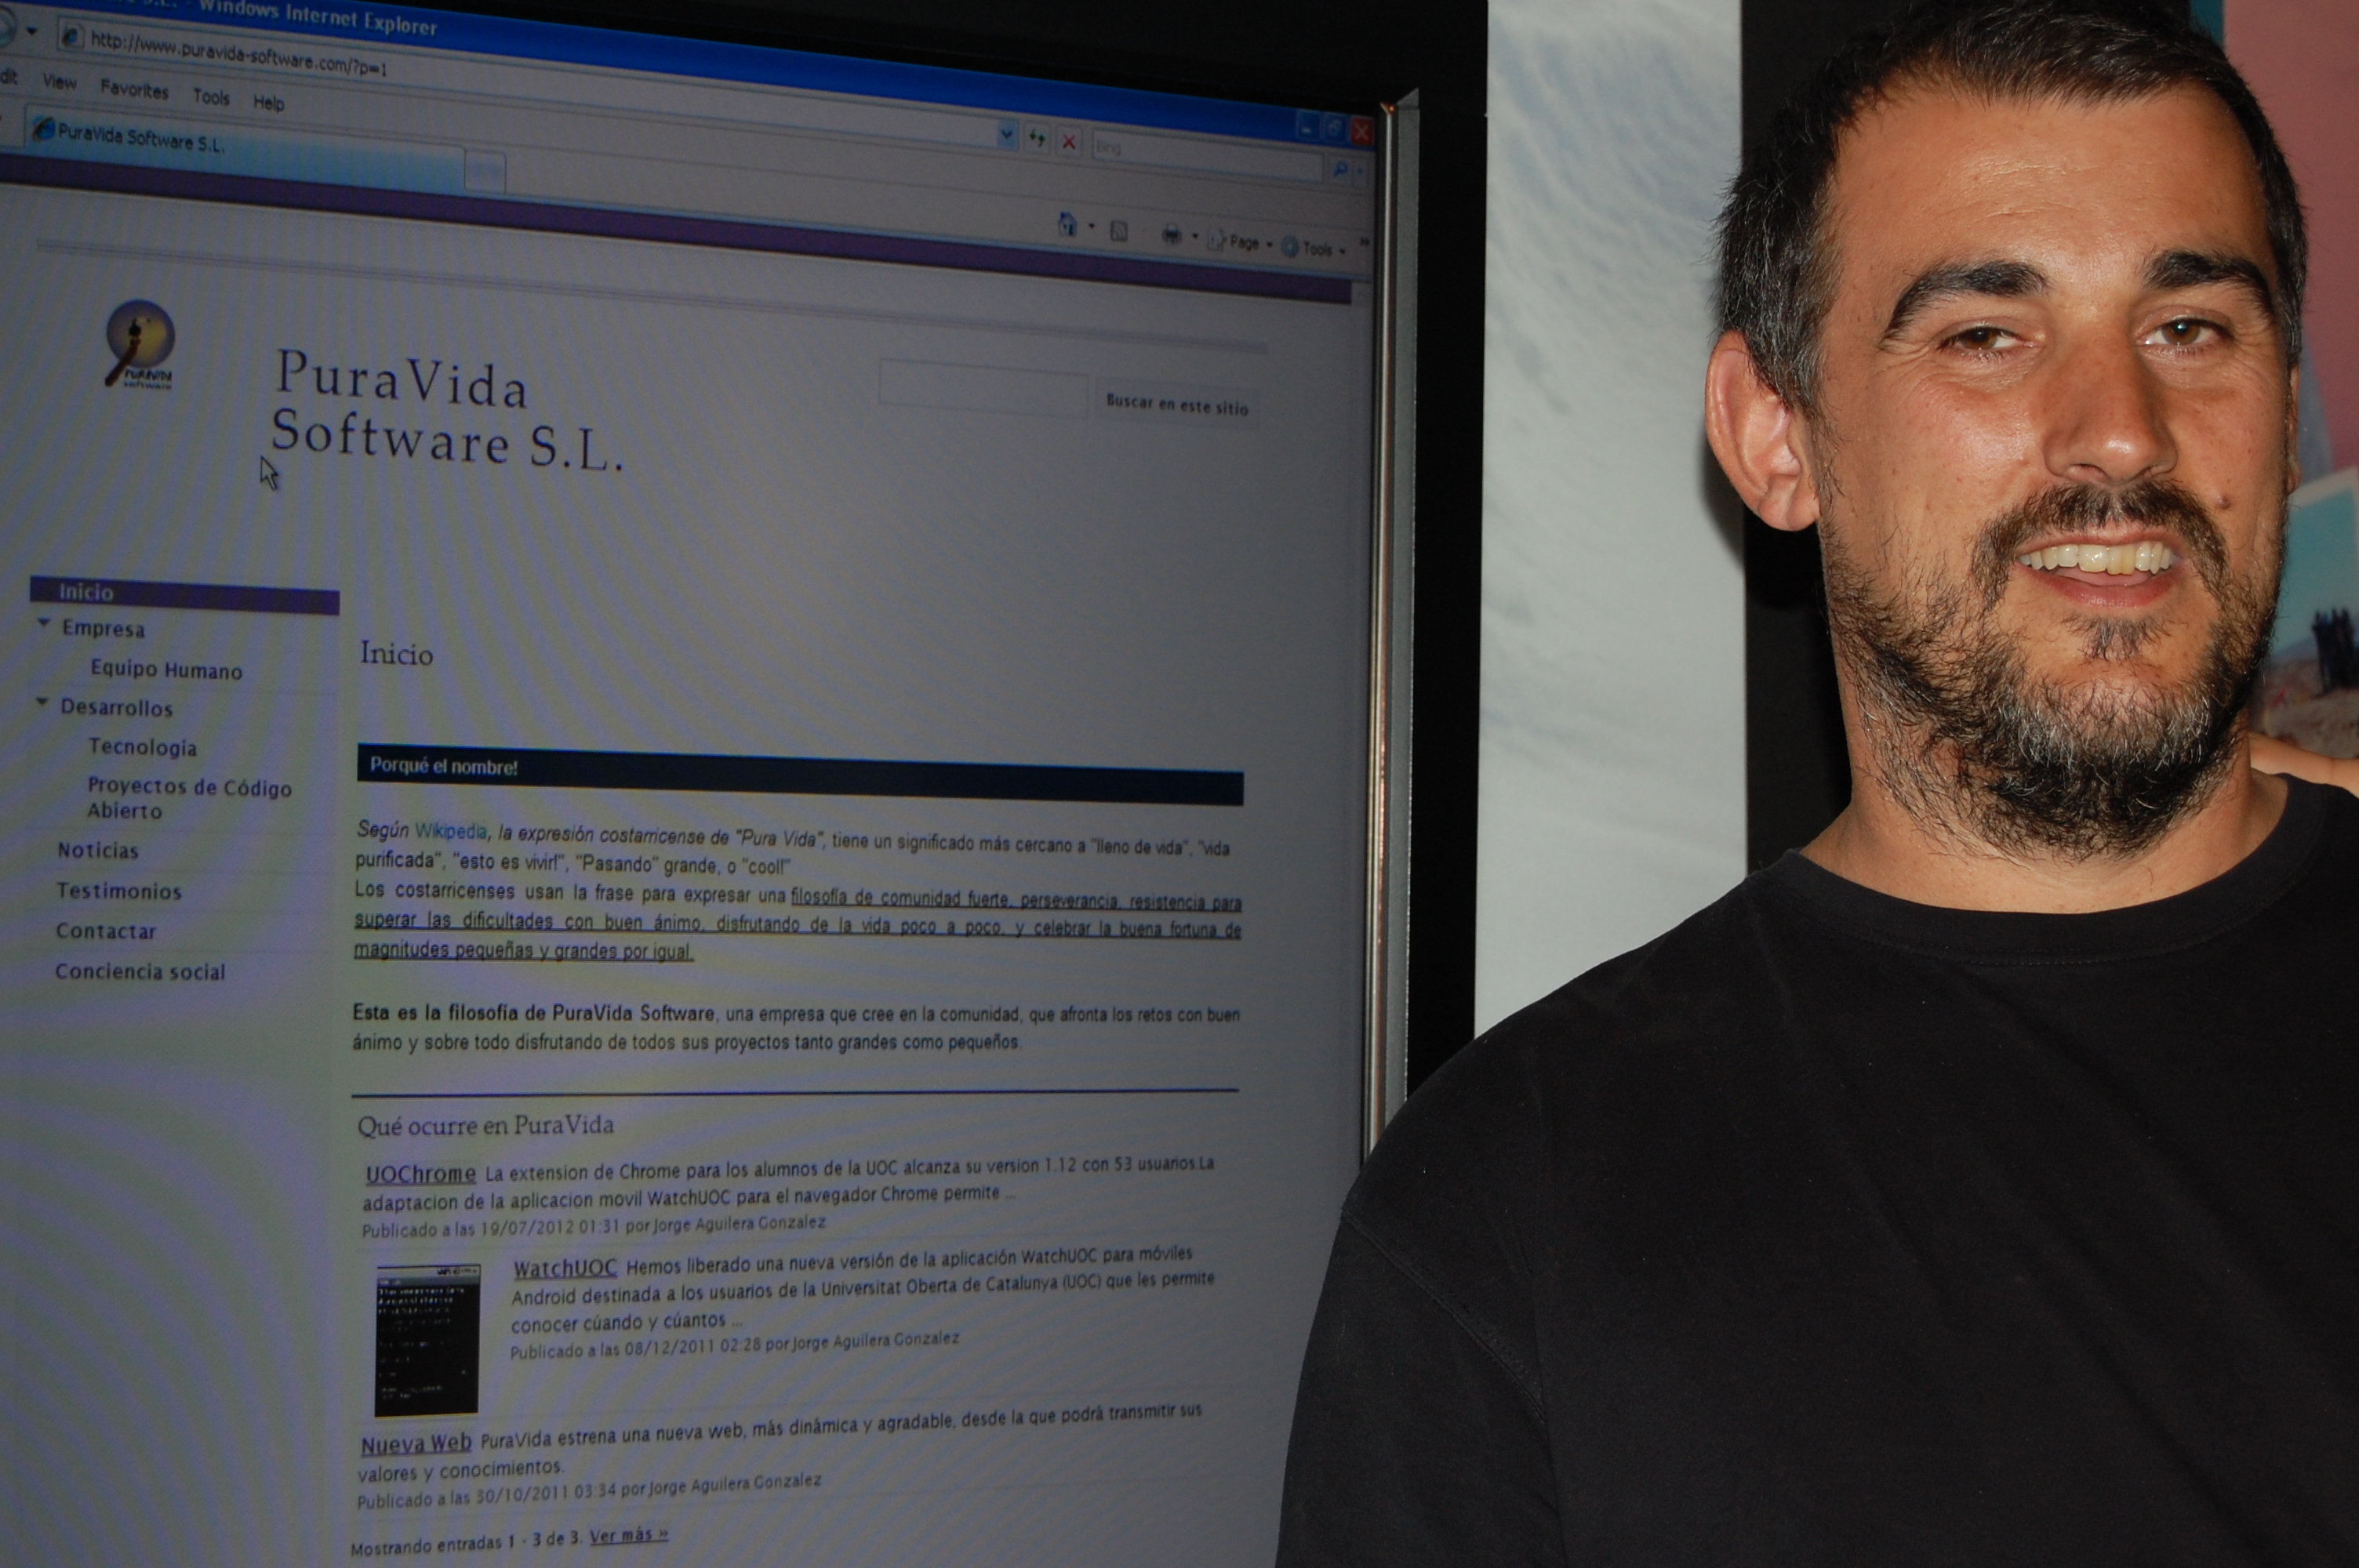 Windows Internet Explorer
http://www.puravida-software.com/?p=1
View Favorites Tools Help
Bing
PuraVida Software S.L.
Page Tools
PURAVIDA
software
PuraVida
Software S.L.
Buscar en este sitio
Inicio
Empresa
Equipo Humano
Desarrollos
Tecnologia
Proyectos de Código
Abierto
Noticias
Testimonios
Contactar
Conciencia social
Inicio
Porqué el nombre!
Según Wikipedia, la expresión costarricense de "Pura Vida", tiene un significado más cercano a "lleno de vida", "vida
purificada", "esto es vivir!", "Pasando" grande, o "cool!"
Los costarricenses usan la frase para expresar una filosofía de comunidad fuerte, perseverancia, resistencia para
superar las dificultades con buen ánimo, disfrutando de la vida poco a poco, y celebrar la buena fortuna de
magnitudes pequeñas y grandes por igual.
Esta es la filosofía de PuraVida Software, una empresa que cree en la comunidad, que afronta los retos con buen
ánimo y sobre todo disfrutando de todos sus proyectos tanto grandes como pequeños.
Qué ocurre en PuraVida
UOChrome La extension de Chrome para los alumnos de la UOC alcanza su version 1.12 con 53 usuarios.La
adaptacion de la aplicacion movil WatchUOC para el navegador Chrome permite ...
Publicado a las 19/07/2012 01:31 por Jorge Aguilera Gonzalez
WatchUOC Hemos liberado una nueva versión de la aplicación WatchUOC para móviles
Android destinada a los usuarios de la Universitat Oberta de Catalunya (UOC) que les permite
conocer cúando y cúantos ...
Publicado a las 08/12/2011 02:28 por Jorge Aguilera Gonzalez
Nueva Web PuraVida estrena una nueva web, más dinámica y agradable, desde la que podrá transmitir sus
valores y conocimientos.
Publicado a las 30/10/2011 03:34 por Jorge Aguilera Gonzalez
Mostrando entradas 1 - 3 de 3. Ver más »